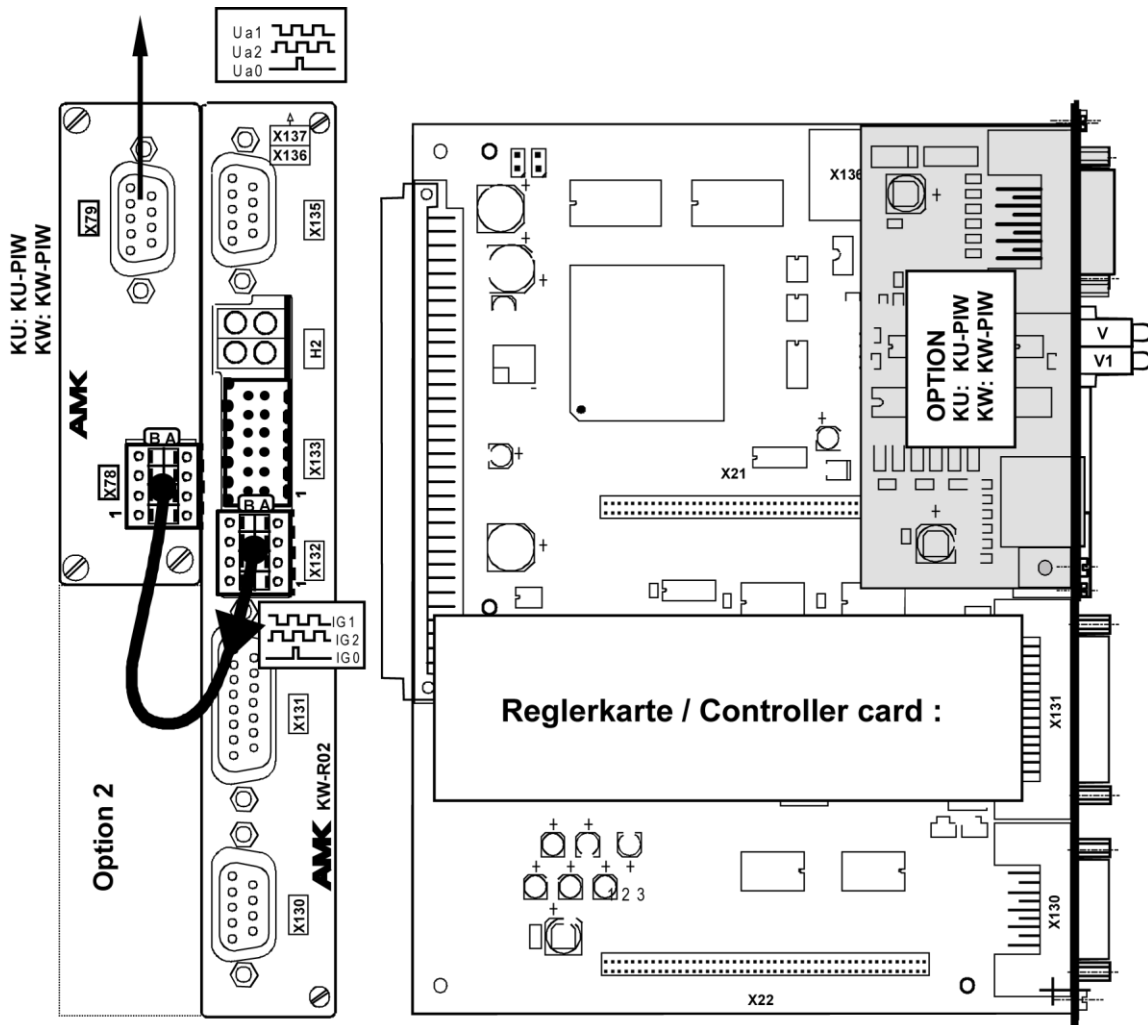 Ua1
Ua2
Ua0
X137
X136
X79
X135
KU: KU-PIW
KW: KW-PIW
H2
AMK
B A
X78
1
X133
1
B A
X132
1
IG1
IG2
IG0
X131
Option 2
AMK KW-R02
X130
X136
OPTION
KU: KU-PIW
KW: KW-PIW
V
V1
X21
Reglerkarte / Controller card :
X131
1 2 3
X130
X22